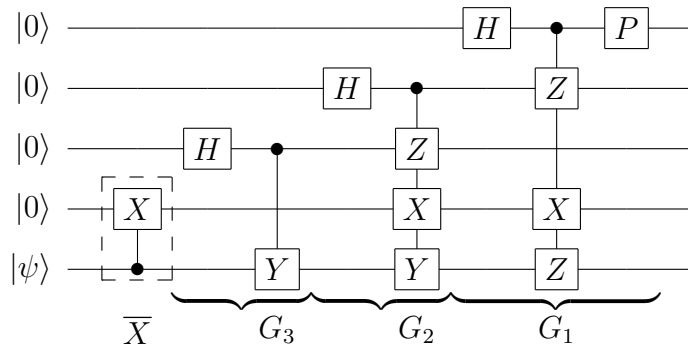 |0⟩ H P
|0⟩ H Z
|0⟩ H Z
|0⟩ X X X
|ψ⟩ Y Y Z
X̅ G₃ G₂ G₁